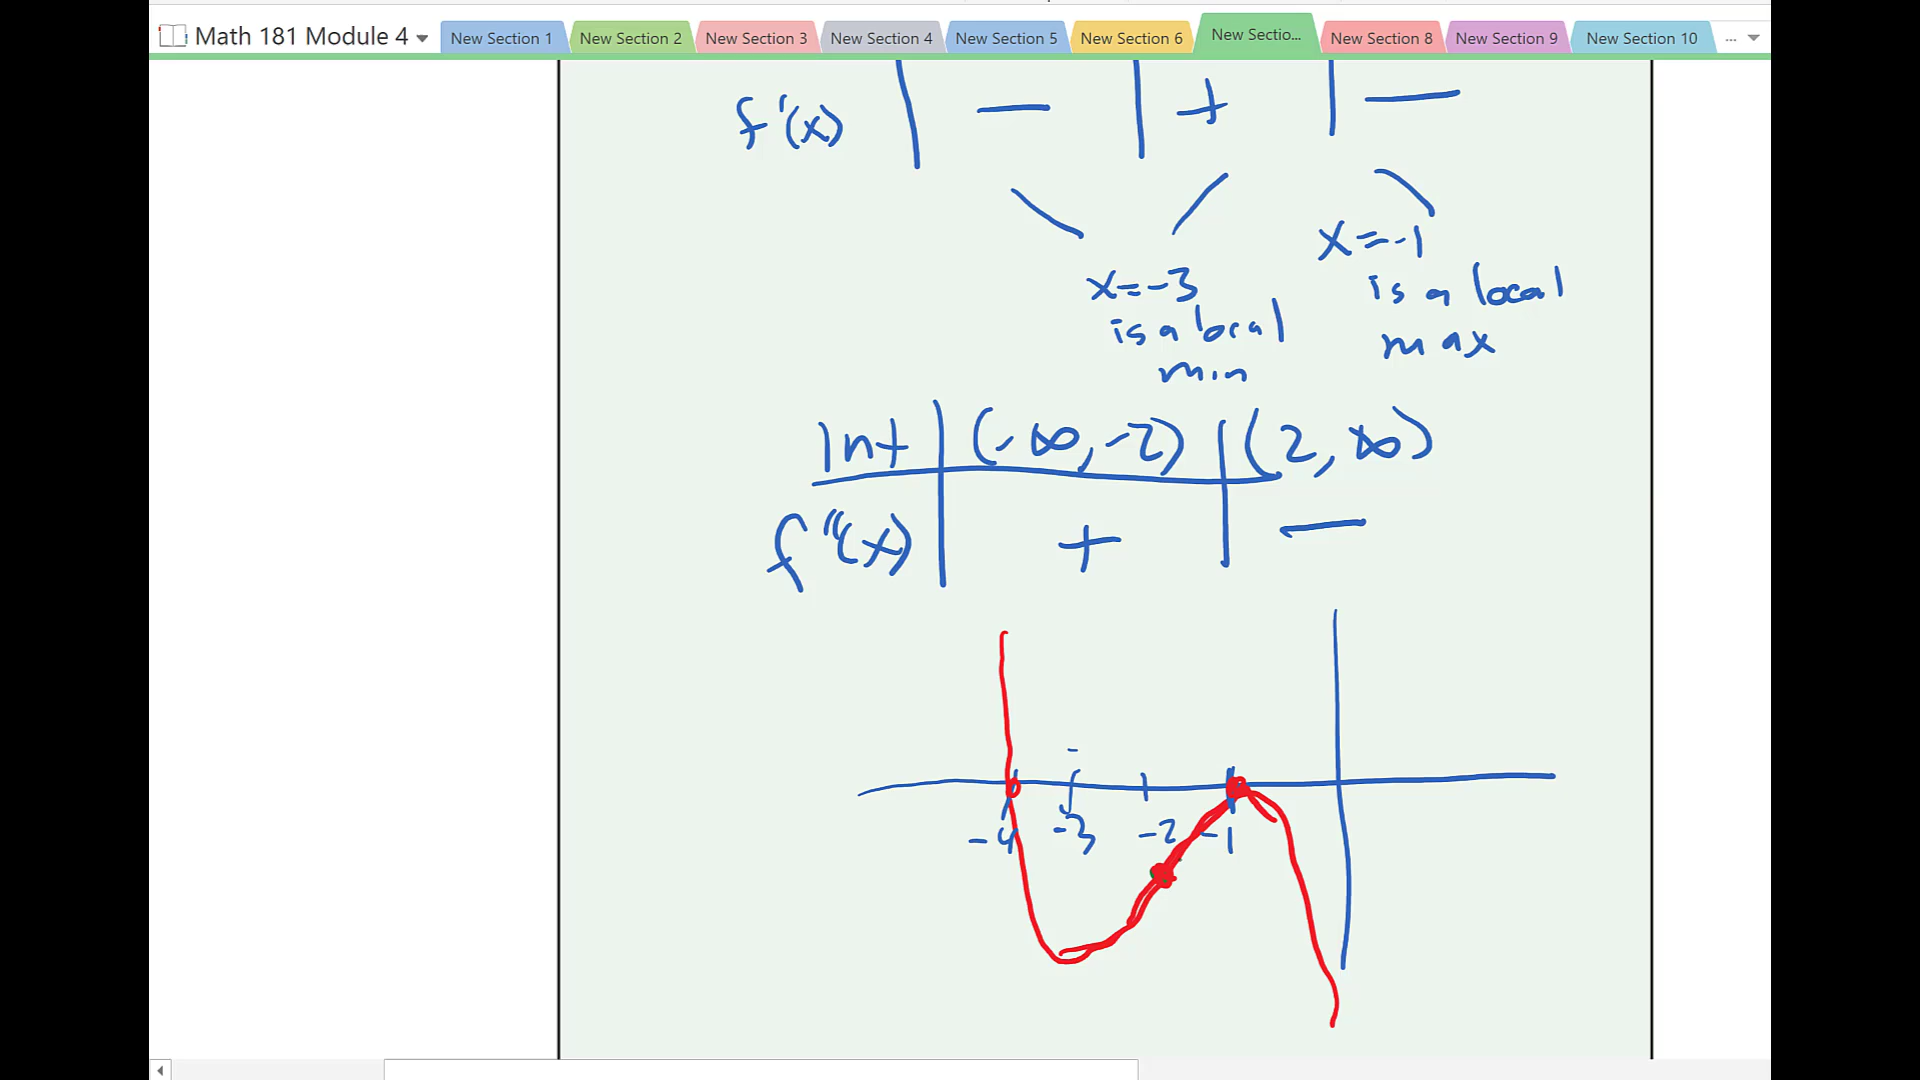 Math 181 Module 4
New Section 1 New Section 2 New Section 3 New Section 4 New Section 5 New Section 6 New Sectio... New Section 8 New Section 9 New Section 10 ...
f'(x) | — | + | —
x=-3
is a local
min
x=-1
is a local
max
Int | (-∞,-2) | (2,∞)
f"(x) | + | —
-4 -3 -2 -1